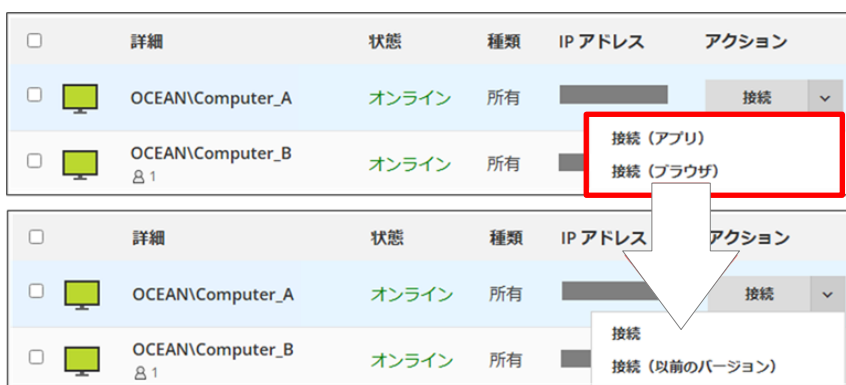 詳細 状態 種類 IP アドレス アクション
OCEAN\Computer_A オンライン 所有 接続
OCEAN\Computer_B オンライン 所有
1
接続（アプリ）
接続（ブラウザ）
詳細 状態 種類 IP アドレス アクション
OCEAN\Computer_A オンライン 所有 接続
OCEAN\Computer_B オンライン 所有
1
接続
接続（以前のバージョン）